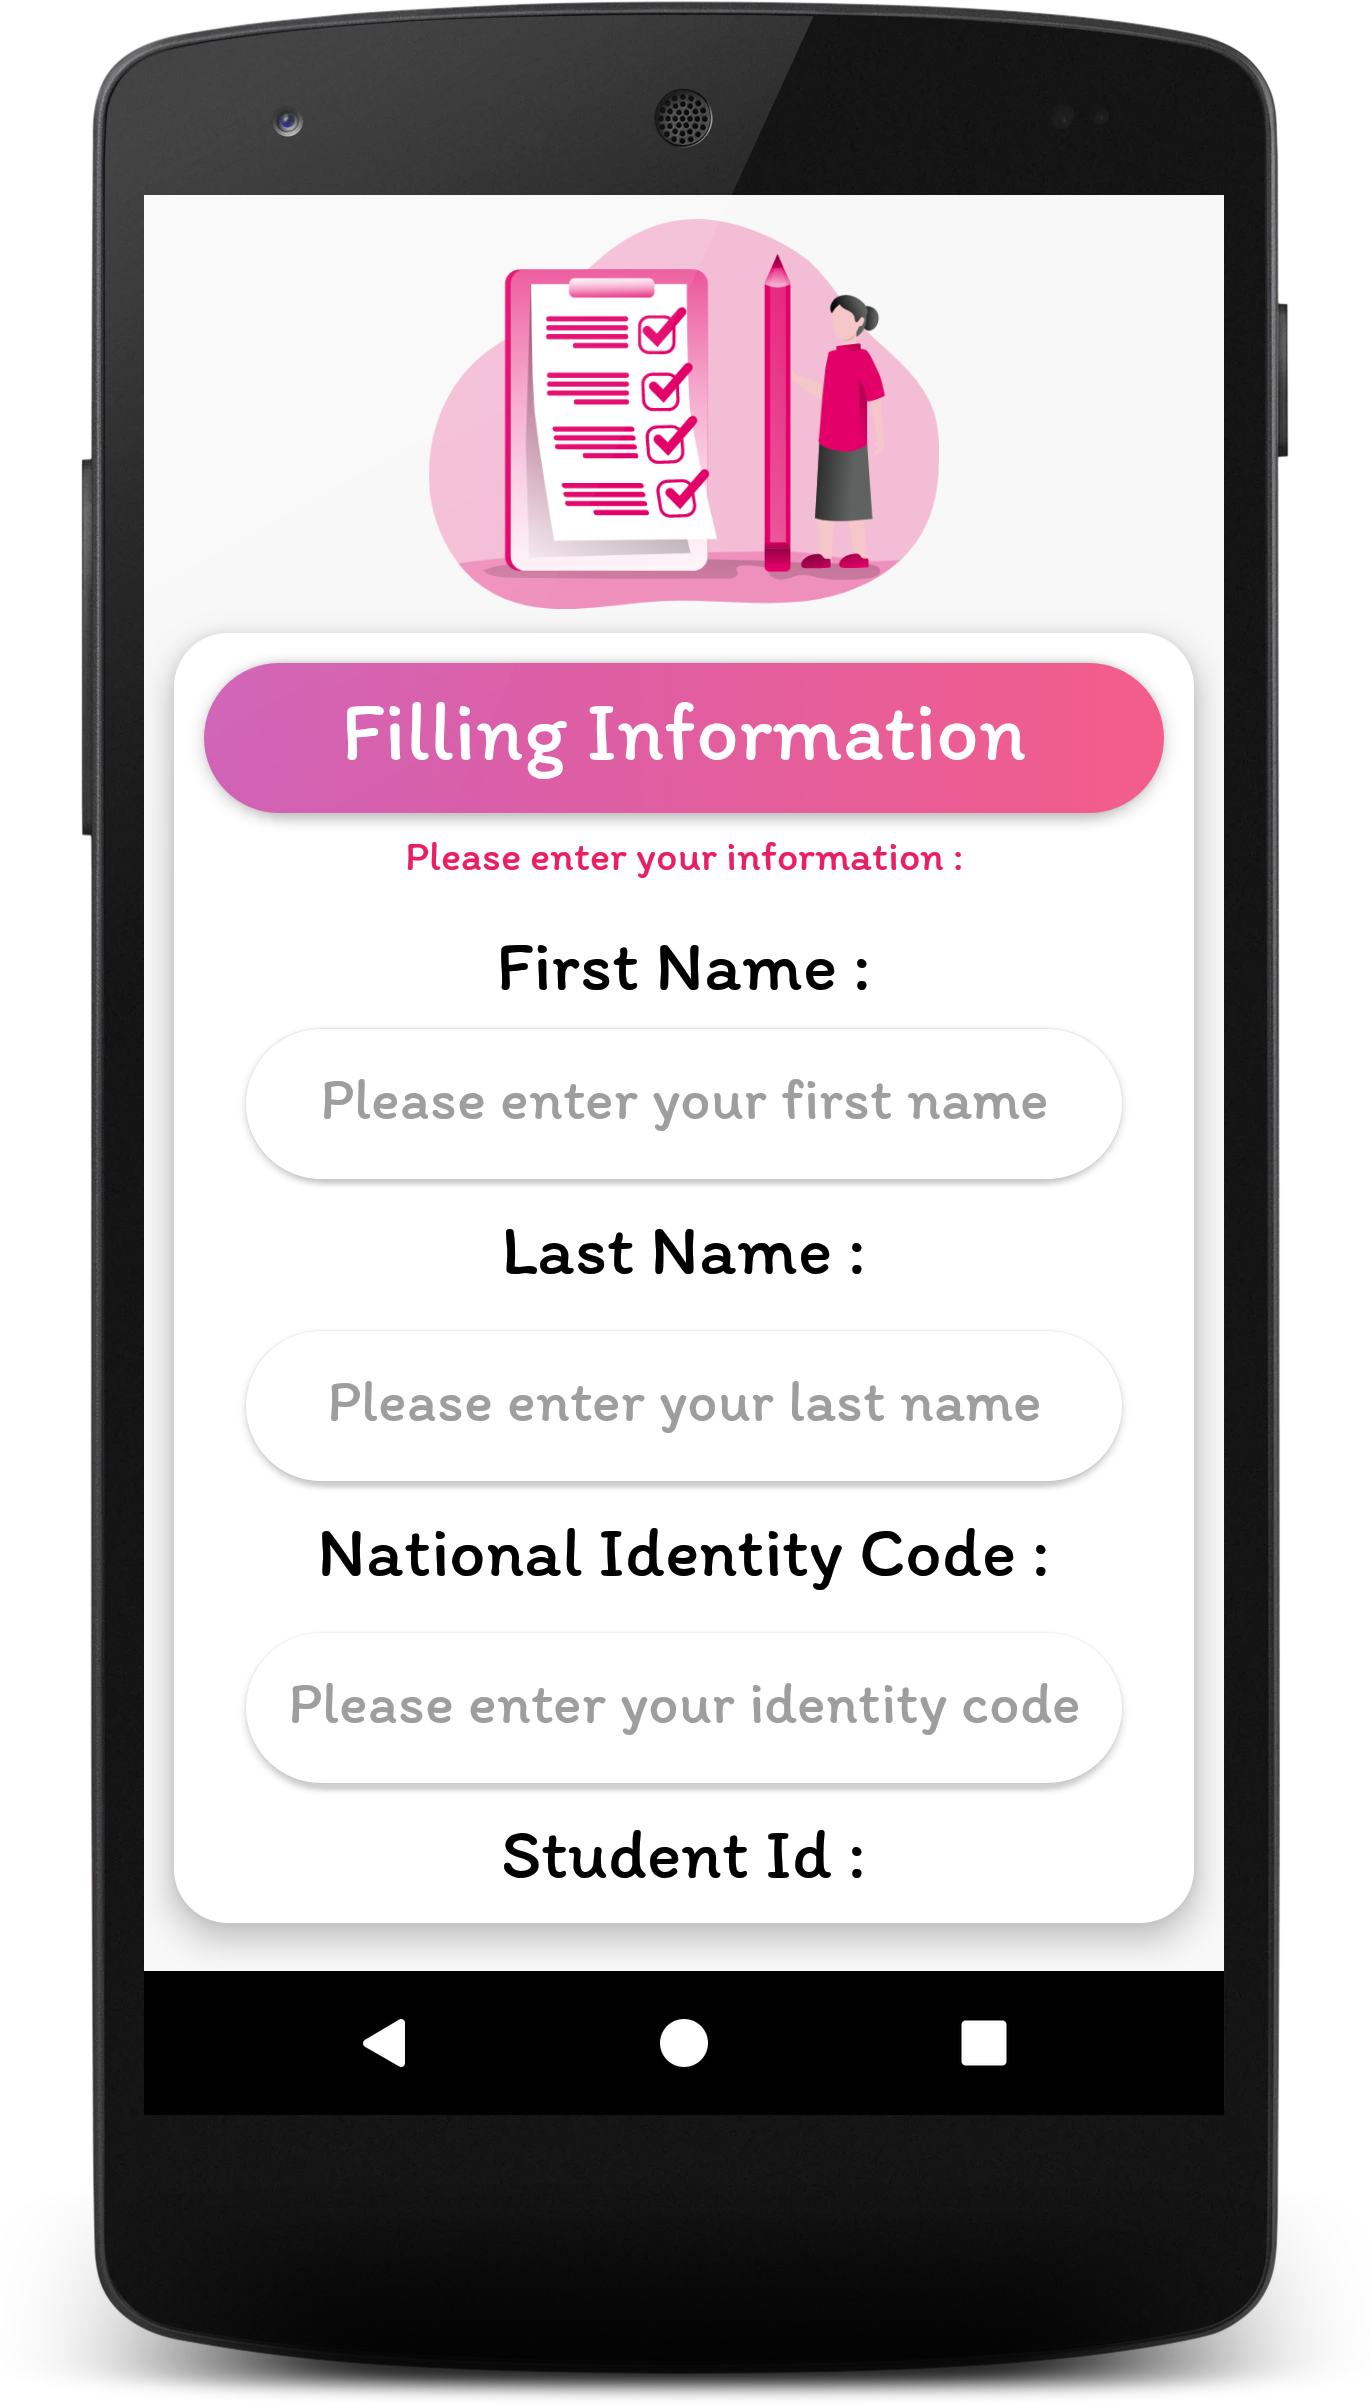 Filling Information
Please enter your information :
First Name :
Please enter your first name
Last Name :
Please enter your last name
National Identity Code :
Please enter your identity code
Student Id :